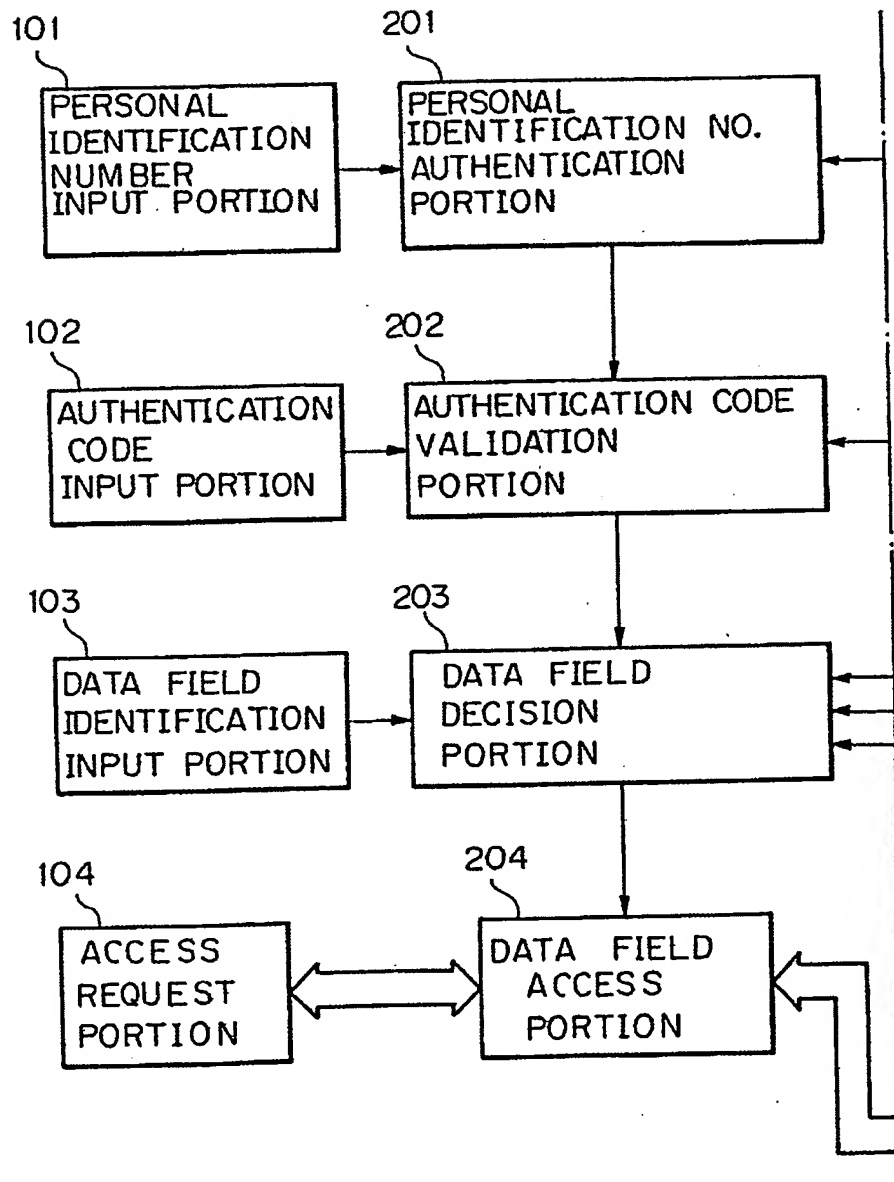 101
PERSONAL
IDENTIFICATION
NUMBER
INPUT PORTION
201
PERSONAL
IDENTIFICATION NO.
AUTHENTICATION
PORTION
102
AUTHENTICATION
CODE
INPUT PORTION
202
AUTHENTICATION CODE
VALIDATION
PORTION
103
DATA FIELD
IDENTIFICATION
INPUT PORTION
203
DATA FIELD
DECISION
PORTION
104
ACCESS
REQUEST
PORTION
204
DATA FIELD
ACCESS
PORTION